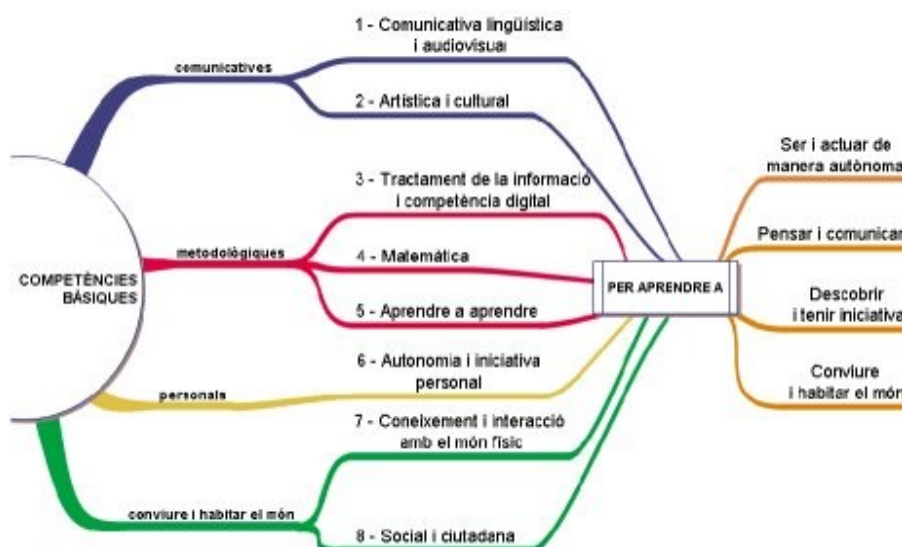 COMPETÈNCIES
BÀSIQUES
comunicatives
1 - Comunicativa lingüística
i audiovisual
2 - Artística i cultural
metodològiques
3 - Tractament de la informació
i competència digital
4 - Matemàtica
5 - Aprendre a aprendre
personals
6 - Autonomia i iniciativa
personal
conviure i habitar el món
7 - Coneixement i interacció
amb el món físic
8 - Social i ciutadana
PER APRENDRE A
Ser i actuar de
manera autònoma
Pensar i comunicar
Descobrir
i tenir iniciativa
Conviure
i habitar el món